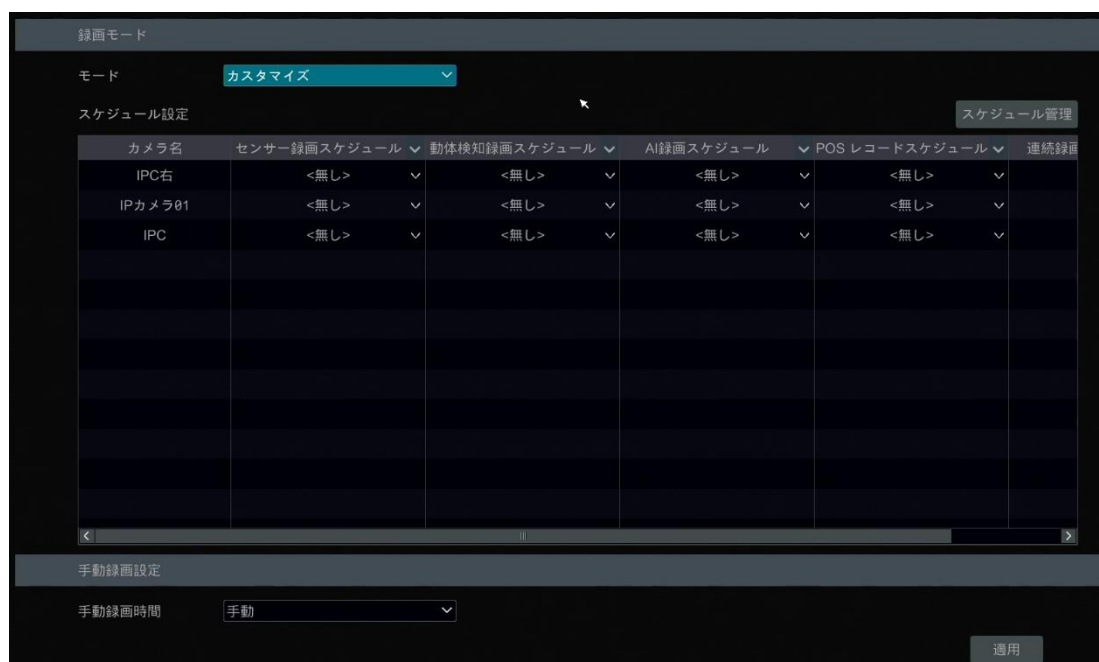 録画モード
モード カスタマイズ
スケジュール設定 スケジュール管理
カメラ名 センサー録画スケジュール 動体検知録画スケジュール AI録画スケジュール POS レコードスケジュール 連続録画
IPC右 <無し> <無し> <無し> <無し>
IPカメラ01 <無し> <無し> <無し> <無し>
IPC <無し> <無し> <無し> <無し>
手動録画設定
手動録画時間 手動
適用